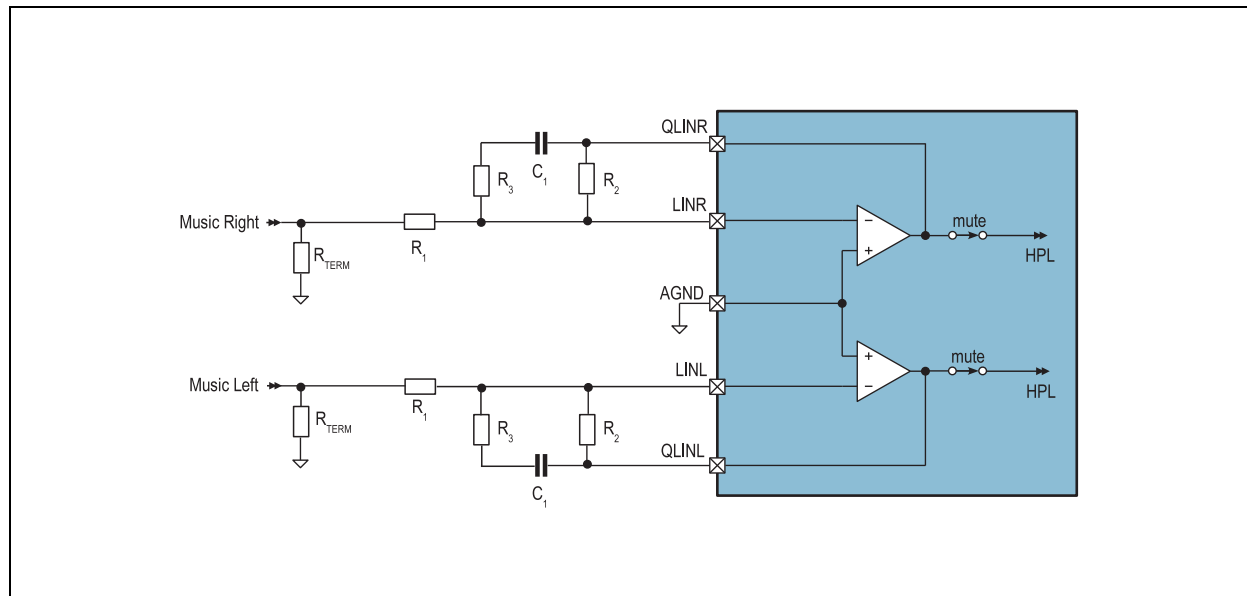 QLINR
C1
R3
R2
LINR
mute
Music Right
R1
HPL
RTERM
AGND
LINL
mute
Music Left
R1
HPL
RTERM
R3
R2
QLINL
C1
−
+
+
−